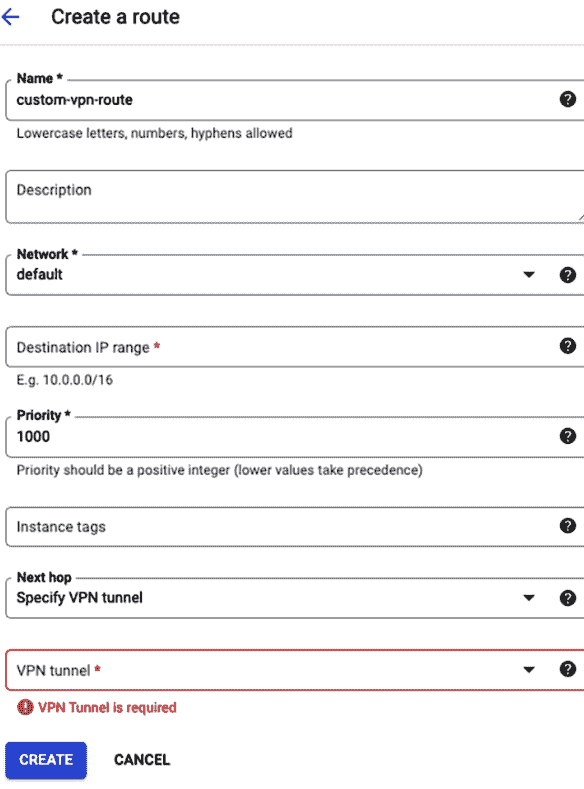 Create a route
Name *
custom-vpn-route
Lowercase letters, numbers, hyphens allowed
Description
Network *
default
Destination IP range *
E.g. 10.0.0.0/16
Priority *
1000
Priority should be a positive integer (lower values take precedence)
Instance tags
Next hop
Specify VPN tunnel
VPN tunnel *
VPN Tunnel is required
CREATE CANCEL